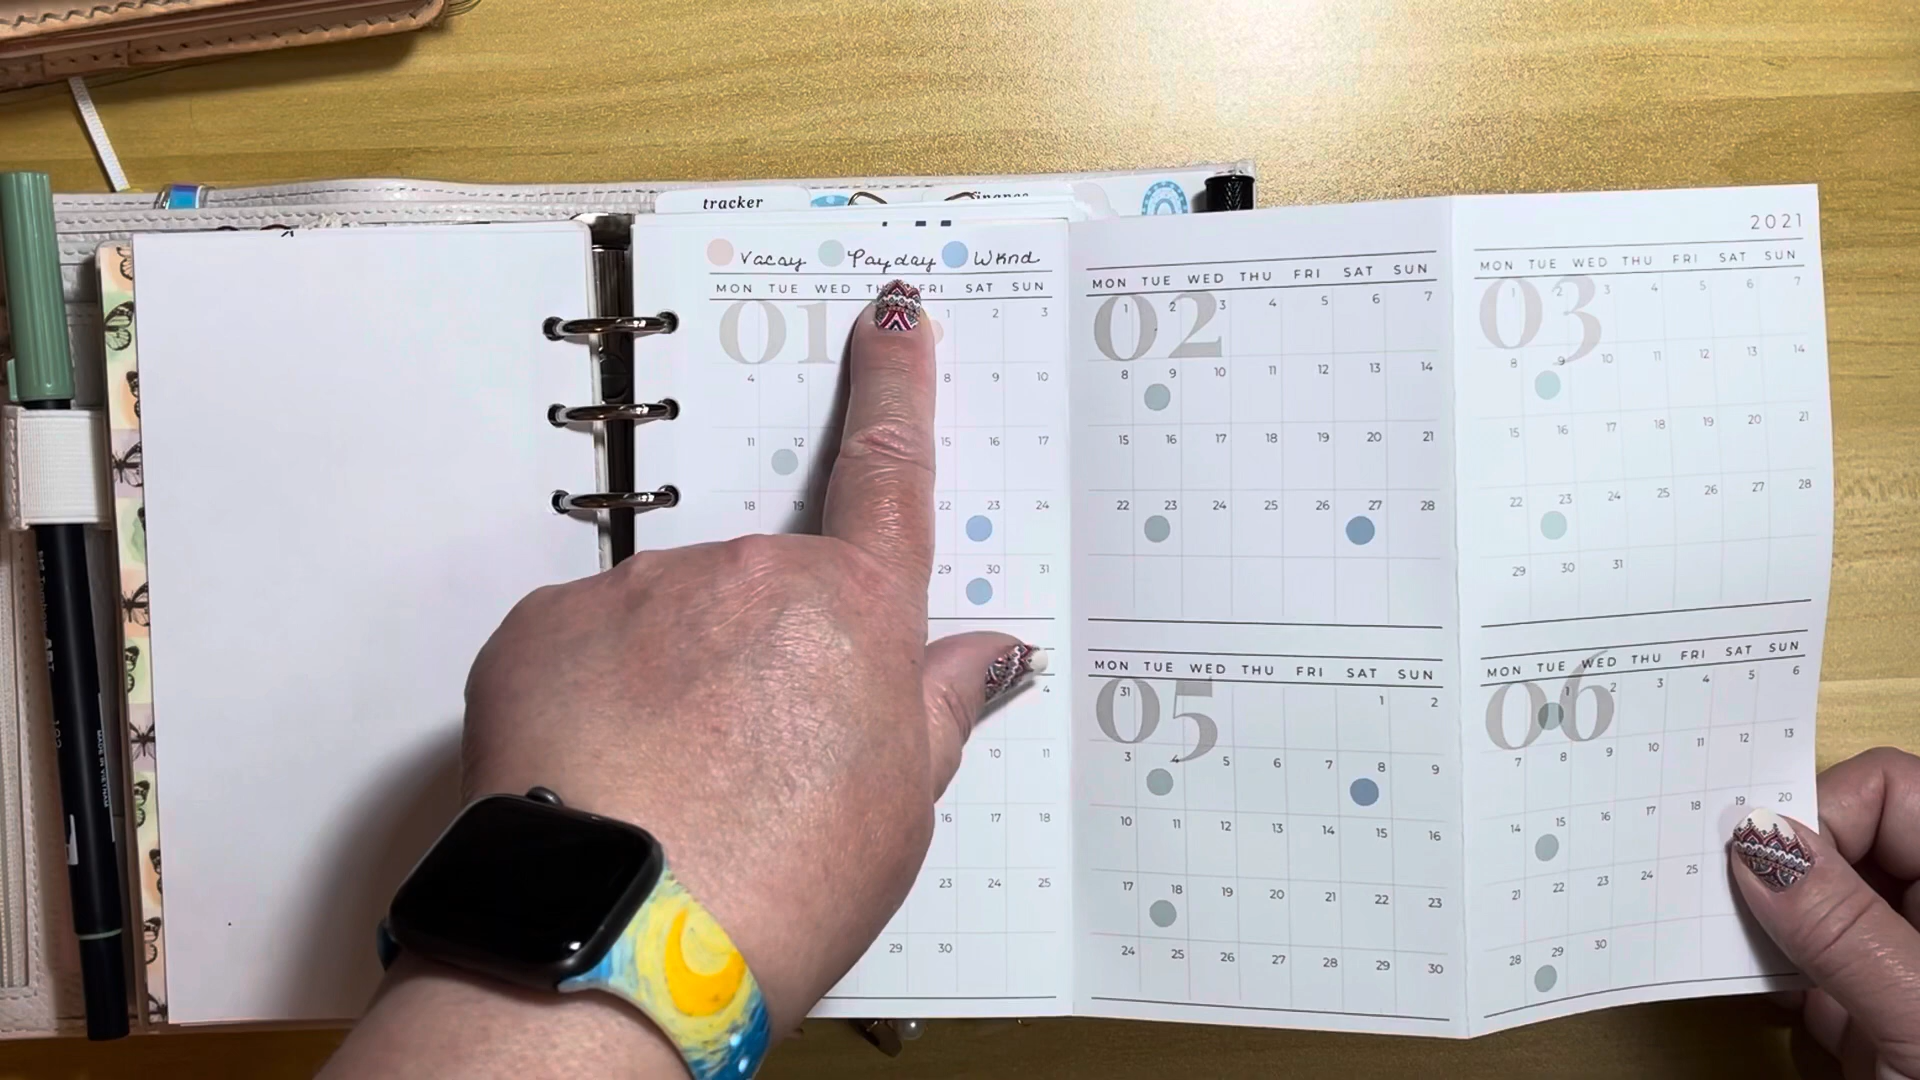 tracker
2021
Vacay Payday Wknd
MON TUE WED FRI SAT SUN
01
1 2 3
4 5 8 9 10
11 12 15 16 17
18 19 22 23 24
29 30 31
4
10 11
16 17 18
23 24 25
29 30
MON TUE WED THU FRI SAT SUN
02
1 2 3 4 5 6 7
8 9 10 11 12 13 14
15 16 17 18 19 20 21
22 23 24 25 26 27 28
MON TUE WED THU FRI SAT SUN
03
1 2 3 4 5 6 7
8 9 10 11 12 13 14
15 16 17 18 19 20 21
22 23 24 25 26 27 28
29 30 31
MON TUE WED THU FRI SAT SUN
05
31 1 2
3 4 5 6 7 8 9
10 11 12 13 14 15 16
17 18 19 20 21 22 23
24 25 26 27 28 29 30
MON TUE WED THU FRI SAT SUN
06
1 2 3 4 5 6
7 8 9 10 11 12 13
14 15 16 17 18 19 20
21 22 23 24 25
28 29 30
MADE IN VIETNAM